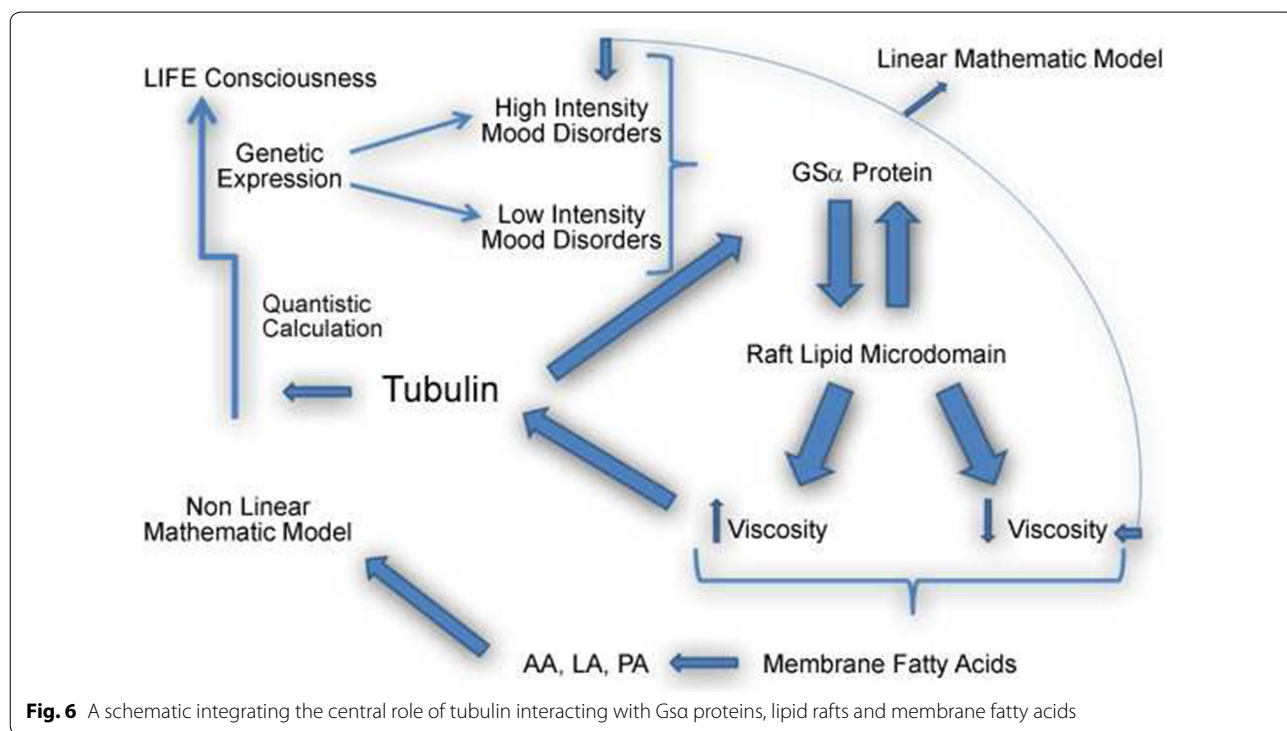 LIFE Consciousness
Linear Mathematic Model
High Intensity
Mood Disorders
Genetic
Expression
GSα Protein
Low Intensity
Mood Disorders
Quantistic
Calculation
Raft Lipid Microdomain
Tubulin
Non Linear
Mathematic Model
Viscosity
Viscosity
AA, LA, PA
Membrane Fatty Acids
Fig. 6 A schematic integrating the central role of tubulin interacting with Gsα proteins, lipid rafts and membrane fatty acids